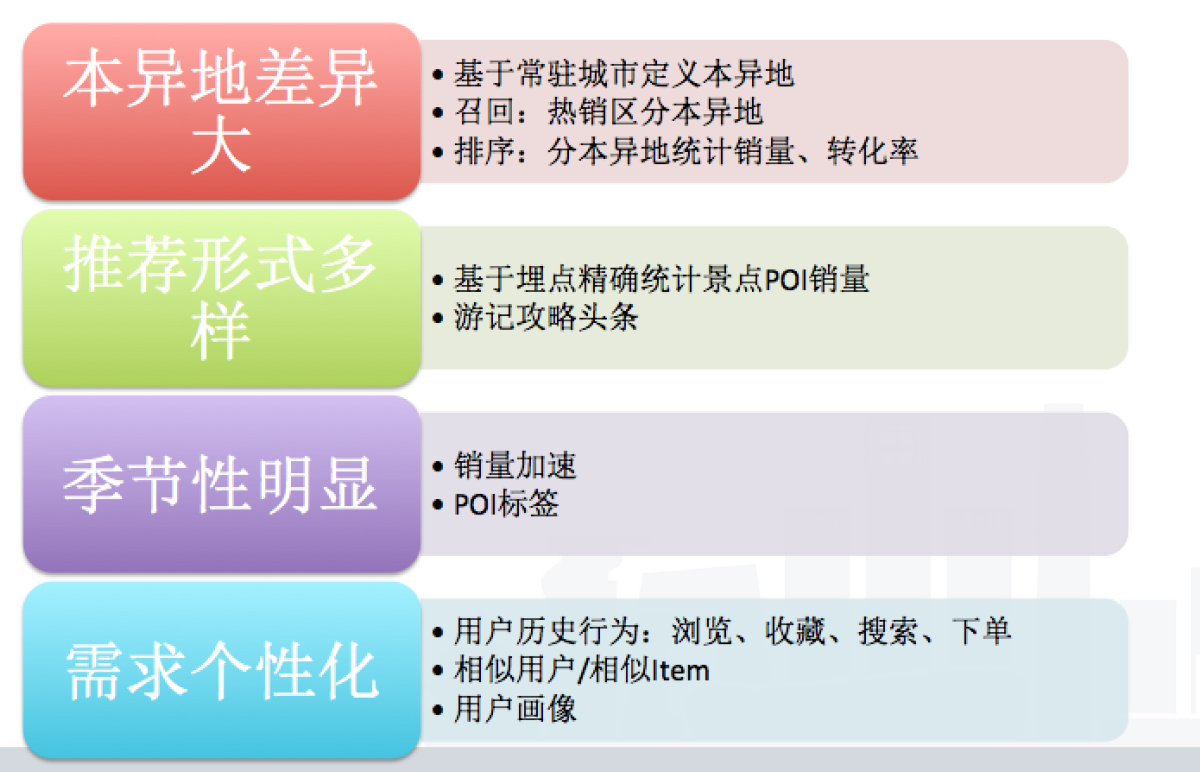 本异地差异
大
• 基于常驻城市定义本异地
• 召回：热销区分本异地
• 排序：分本异地统计销量、转化率
推荐形式多
样
• 基于埋点精确统计景点POI销量
• 游记攻略头条
季节性明显
• 销量加速
• POI标签
需求个性化
• 用户历史行为：浏览、收藏、搜索、下单
• 相似用户/相似Item
• 用户画像